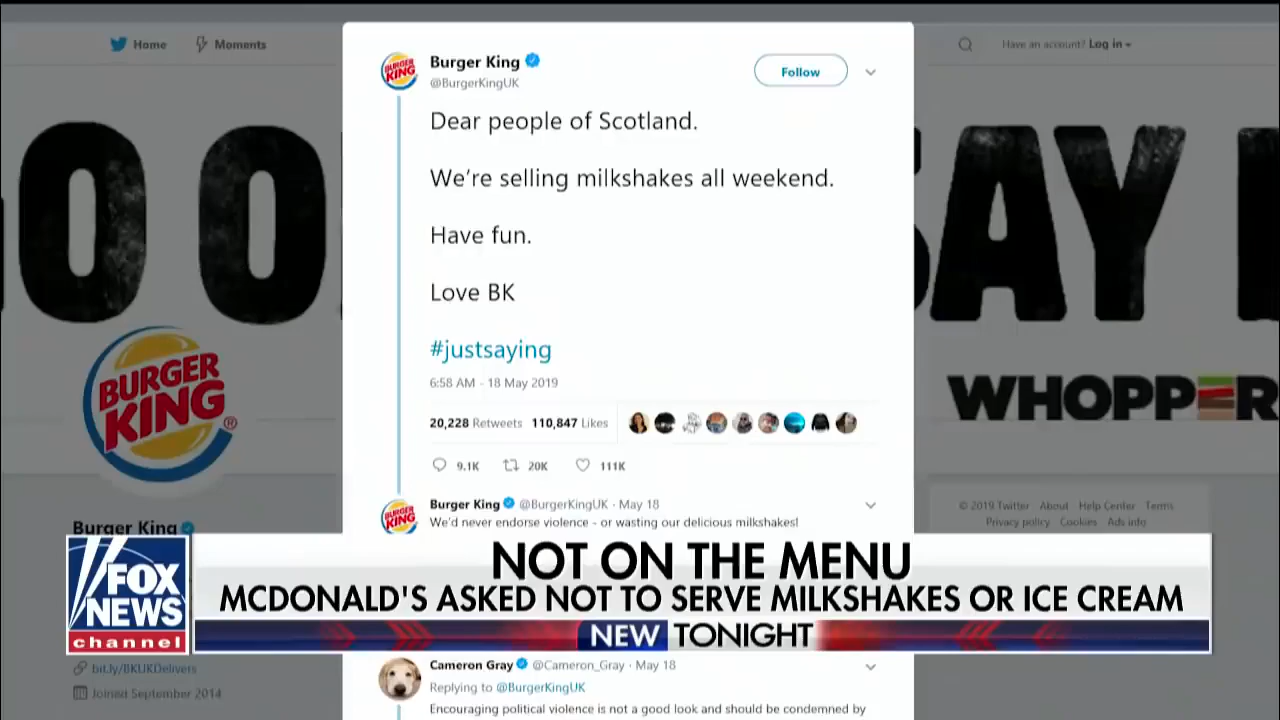 Home
Moments
Have an account? Log in
BURGER KING
Burger King
@BurgerKingUK
Follow
Dear people of Scotland.
We're selling milkshakes all weekend.
Have fun.
Love BK
#justsaying
6:58 AM - 18 May 2019
20,228 Retweets 110,847 Likes
9.1K 20K 111K
SAY
WHOPPER
BURGER
KING®
Burger King
BURGER KING
Burger King @BurgerKingUK · May 18
We'd never endorse violence - or wasting our delicious milkshakes!
© 2019 Twitter About Help Center Terms
Privacy policy Cookies Ads info
FOX
NEWS
channel
NOT ON THE MENU
MCDONALD'S ASKED NOT TO SERVE MILKSHAKES OR ICE CREAM
NEW TONIGHT
bit.ly/BKUKDelivers
Joined September 2014
Cameron Gray @Cameron_Gray · May 18
Replying to @BurgerKingUK
Encouraging political violence is not a good look and should be condemned by